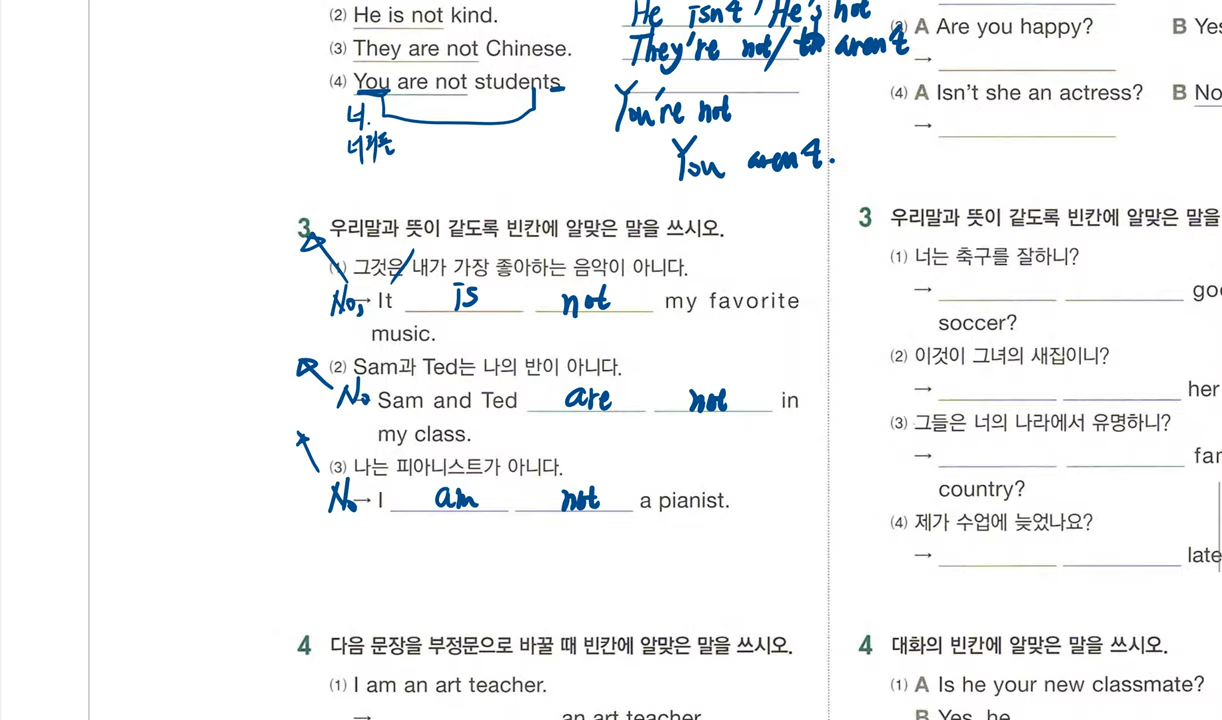 (2) He is not kind. He isn't / He's not
(3) They are not Chinese. They're not / aren't
(4) You are not students
너.
너희들
You're not
You aren't.
3 우리말과 뜻이 같도록 빈칸에 알맞은 말을 쓰시오.
(1) 그것은 / 내가 가장 좋아하는 음악이 아니다.
No, → It is not my favorite
music.
(2) Sam과 Ted는 나의 반이 아니다.
No Sam and Ted are not in
my class.
(3) 나는 피아니스트가 아니다.
No → I am not a pianist.
4 다음 문장을 부정문으로 바꿀 때 빈칸에 알맞은 말을 쓰시오.
(1) I am an art teacher.
→ an art teacher
(3) A Are you happy? B Yes
→
(4) A Isn't she an actress? B No
→
3 우리말과 뜻이 같도록 빈칸에 알맞은 말을
(1) 너는 축구를 잘하니?
→ goo
soccer?
(2) 이것이 그녀의 새집이니?
→ her
(3) 그들은 너의 나라에서 유명하니?
→ fam
country?
(4) 제가 수업에 늦었나요?
→ late
4 대화의 빈칸에 알맞은 말을 쓰시오.
(1) A Is he your new classmate?
B Yes, he